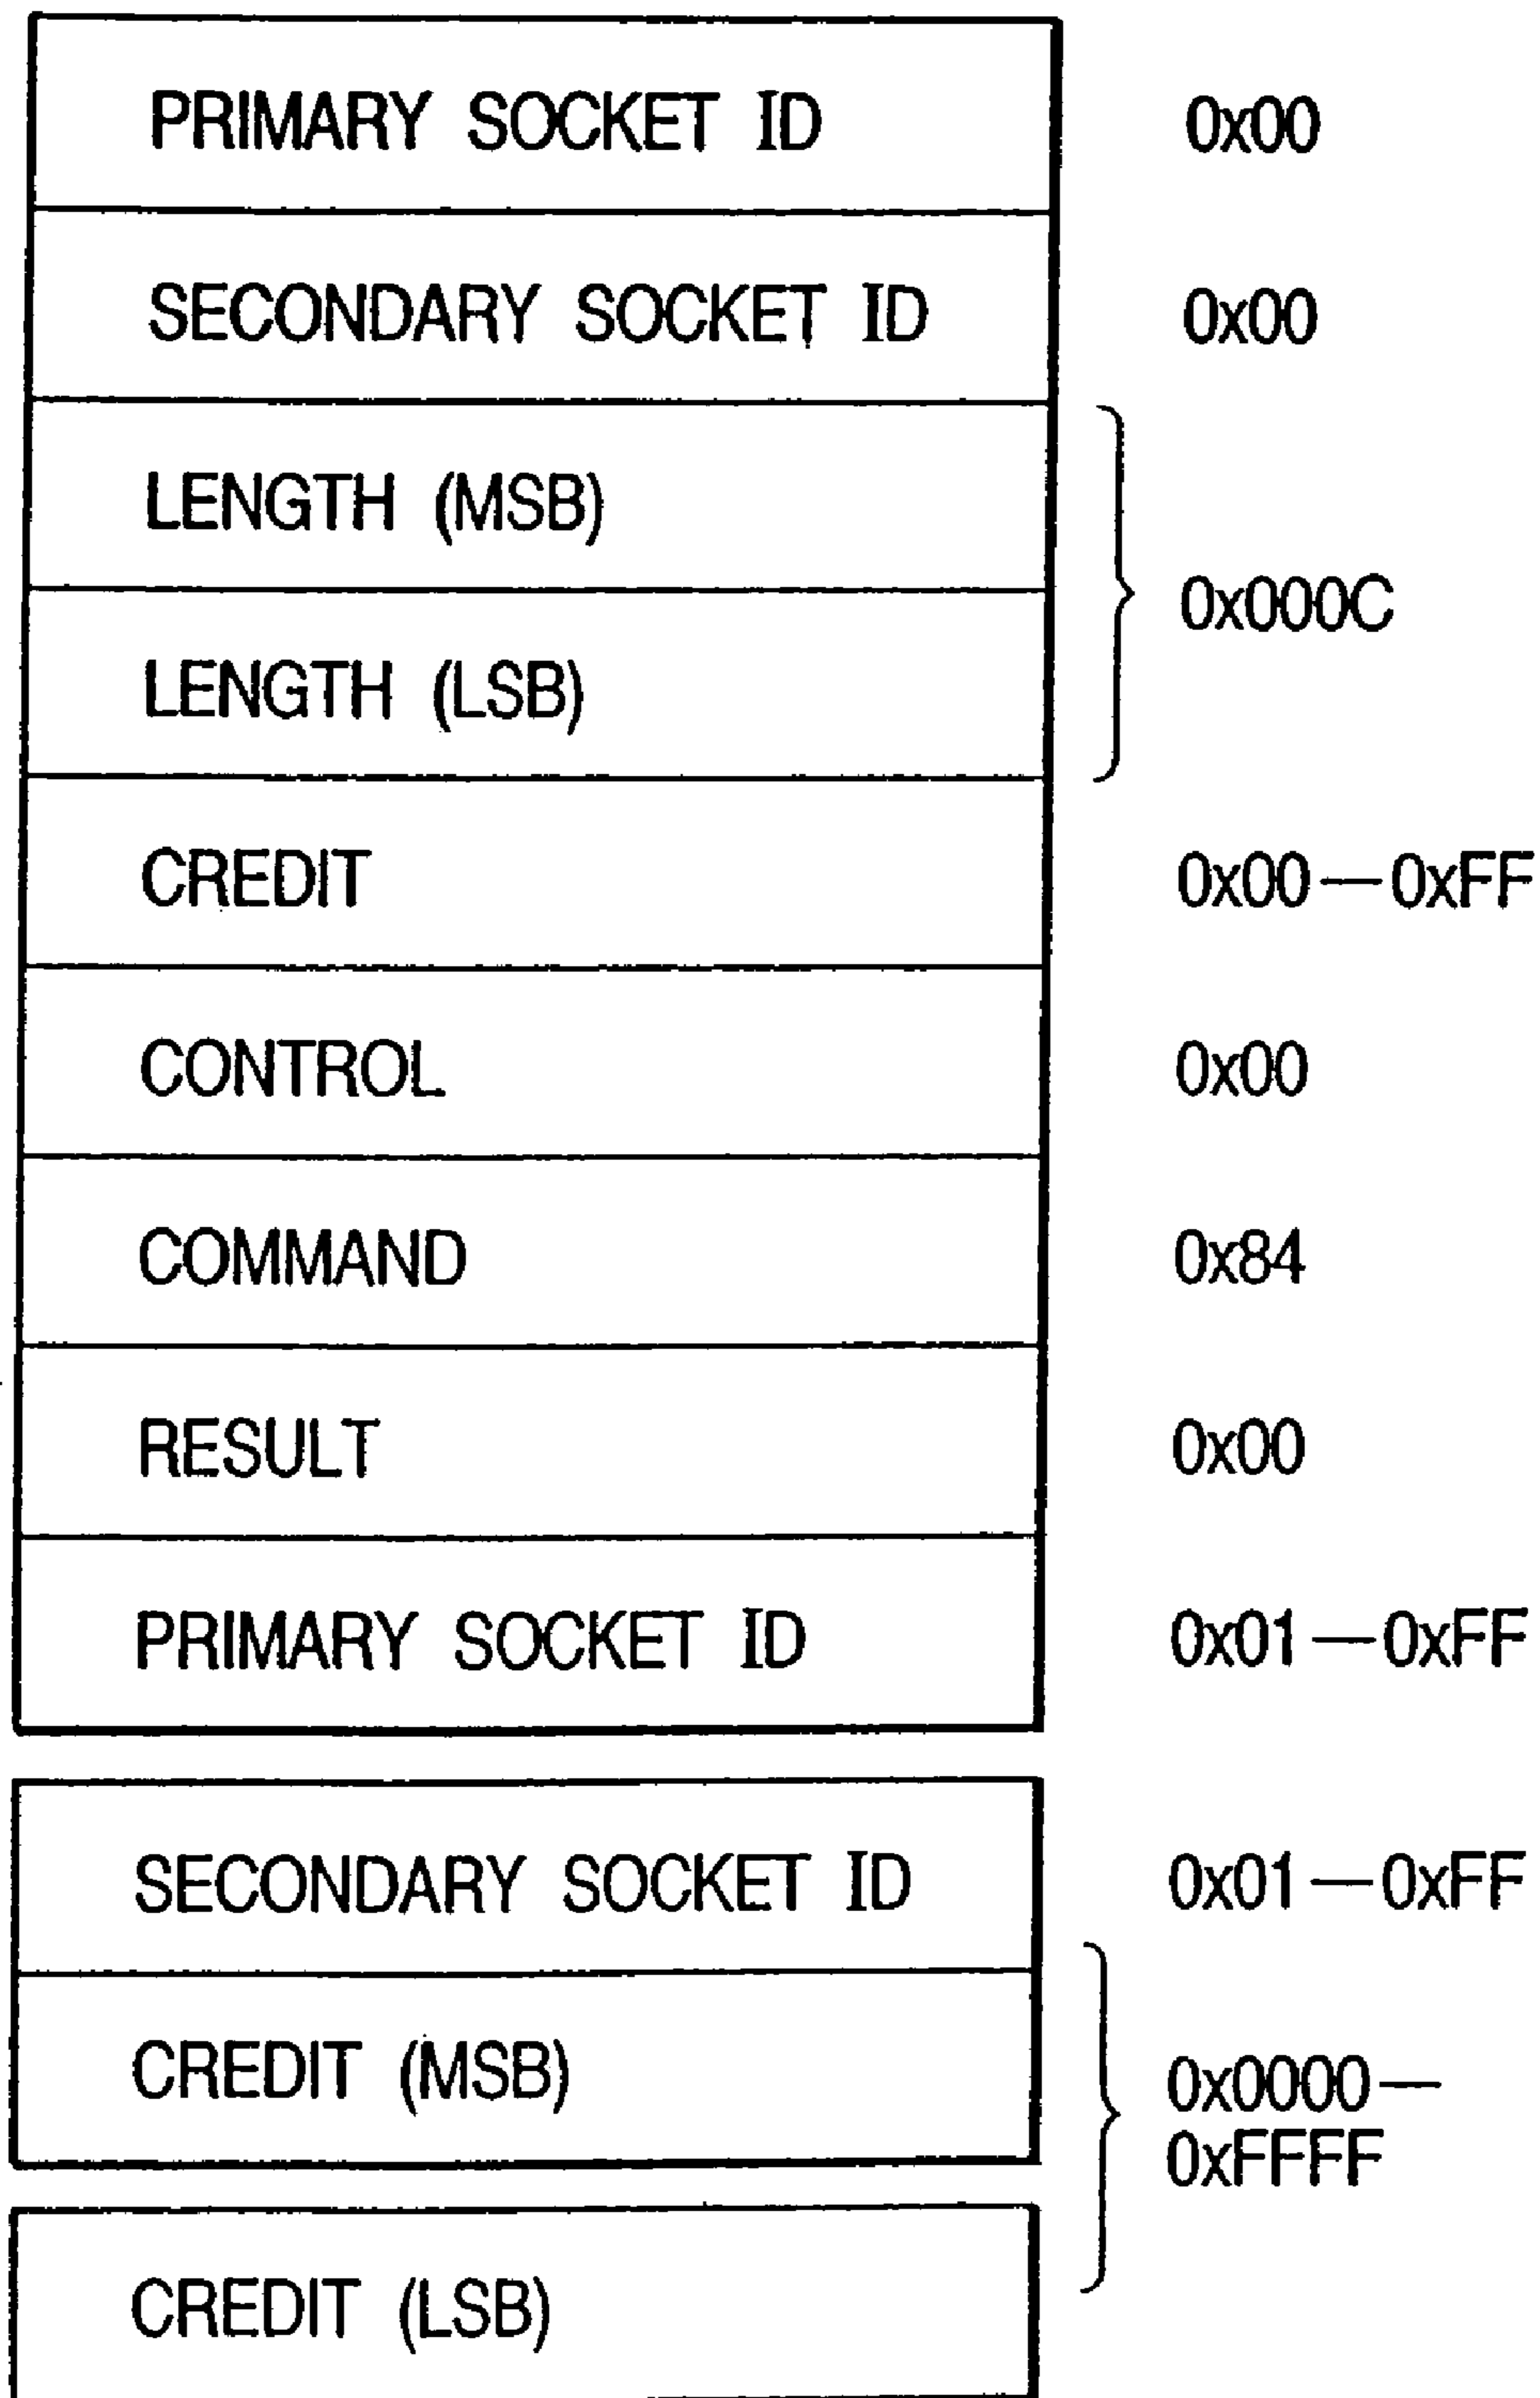 PRIMARY SOCKET ID 0x00
SECONDARY SOCKET ID 0x00
LENGTH (MSB)
0x000C
LENGTH (LSB)
CREDIT 0x00—0xFF
CONTROL 0x00
COMMAND 0x84
RESULT 0x00
PRIMARY SOCKET ID 0x01—0xFF
SECONDARY SOCKET ID 0x01—0xFF
CREDIT (MSB) 0x0000—
0xFFFF
CREDIT (LSB)